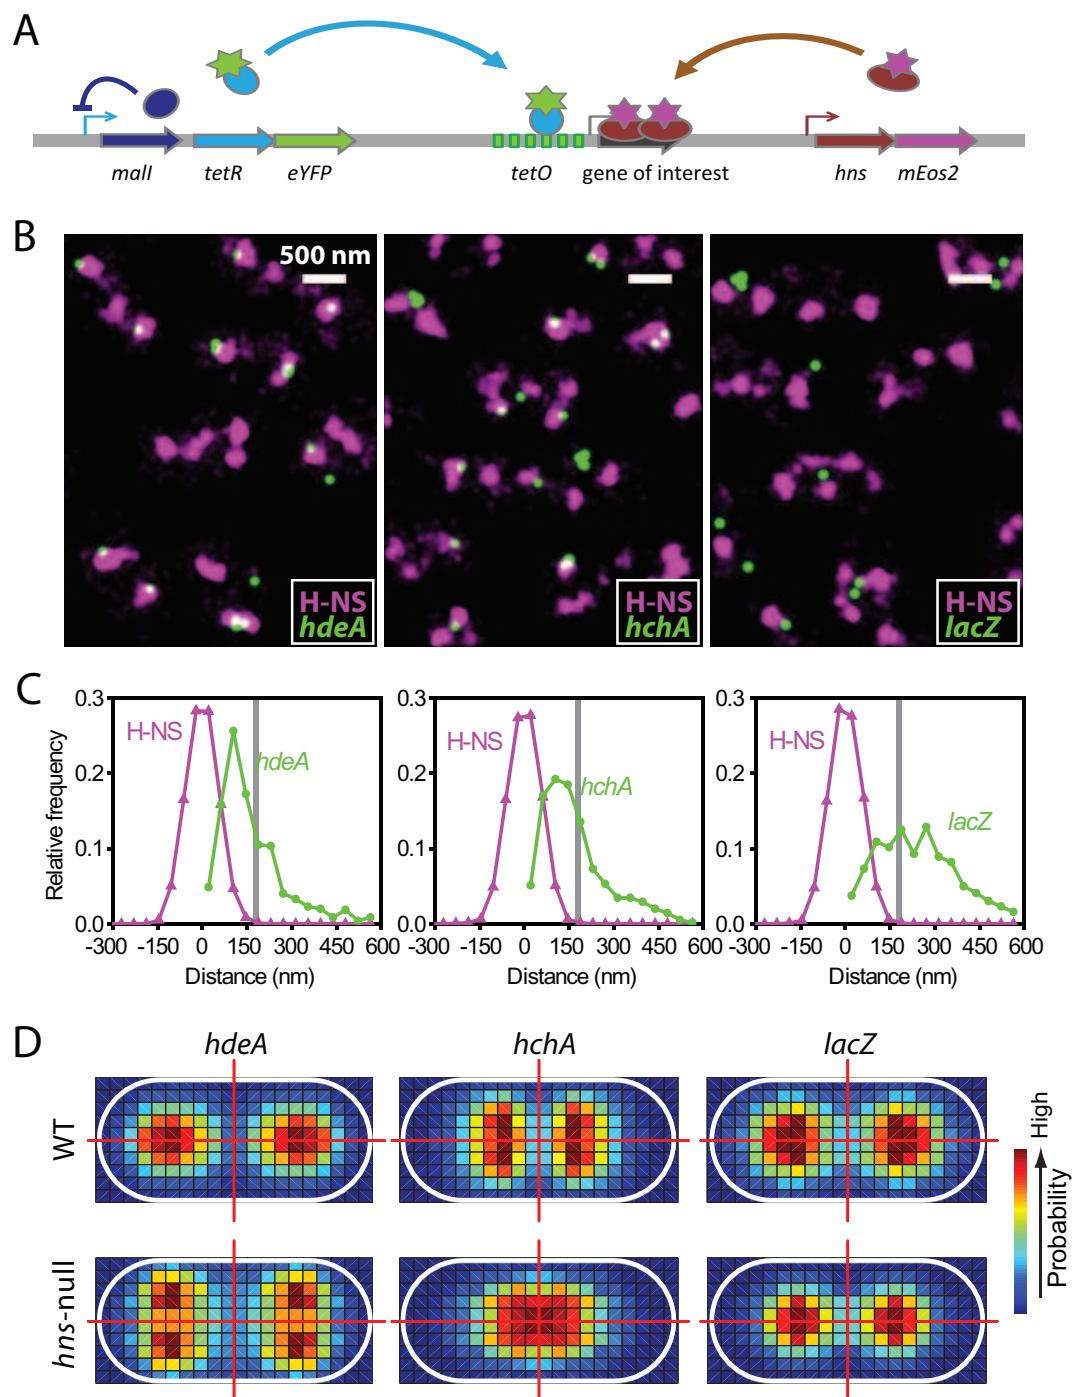 A
malI
tetR
eYFP
tetO
gene of interest
hns
mEos2
B
500 nm
H-NS
hdeA
H-NS
hchA
H-NS
lacZ
C
Relative frequency
0.3
0.2
0.1
0.0
H-NS
hdeA
-300 -150 0 150 300 450 600
Distance (nm)
0.3
0.2
0.1
0.0
H-NS
hchA
-300 -150 0 150 300 450 600
Distance (nm)
0.3
0.2
0.1
0.0
H-NS
lacZ
-300 -150 0 150 300 450 600
Distance (nm)
D
hdeA
hchA
lacZ
WT
hns-null
High
Probability